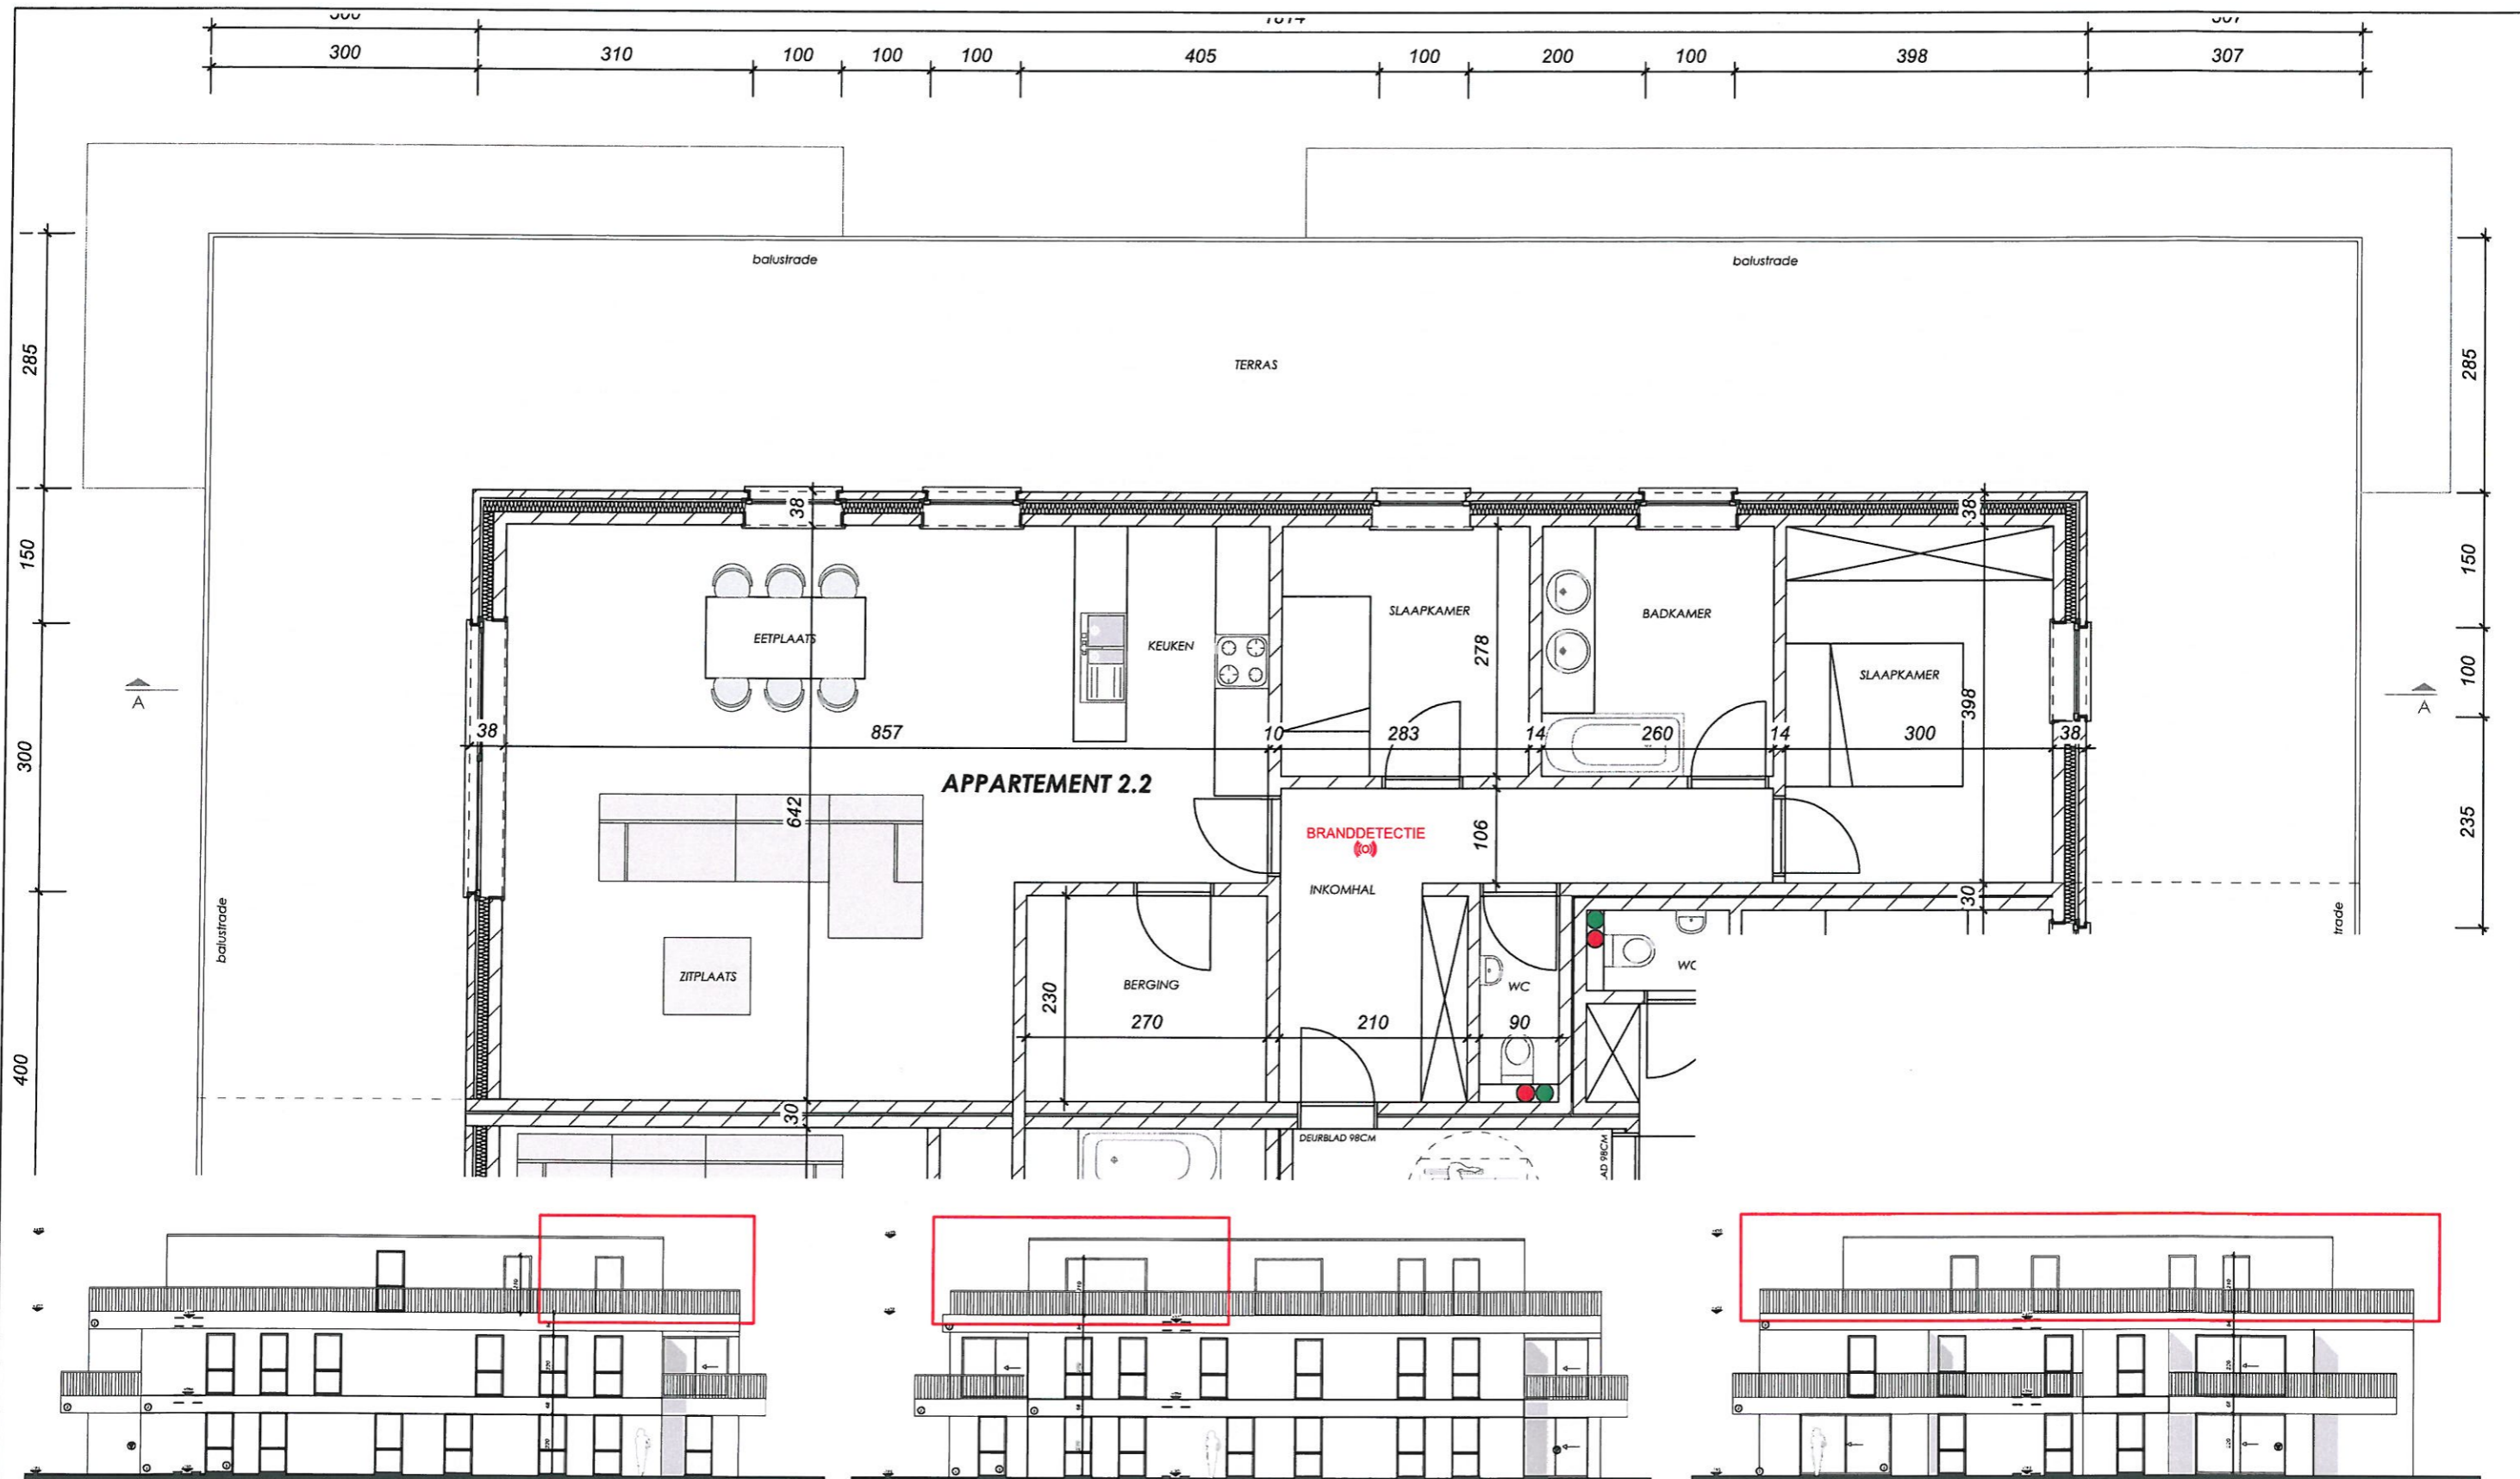 300 310 100 100 100 405 100 200 100 398 307
balustrade balustrade
285 TERRAS 285
38 38
150 150
EETPLAATS KEUKEN SLAAPKAMER 278 BADKAMER SLAAPKAMER 398 100
A A
300 38 857 10 283 14 260 14 300 38
APPARTEMENT 2.2
642 BRANDDETECTIE 106 235
INKOMHAL 30
balustrade trade
ZITPLAATS BERGING WC WC
230 270 210 90
400
30 DEURBLAD 98CM AD 98CM